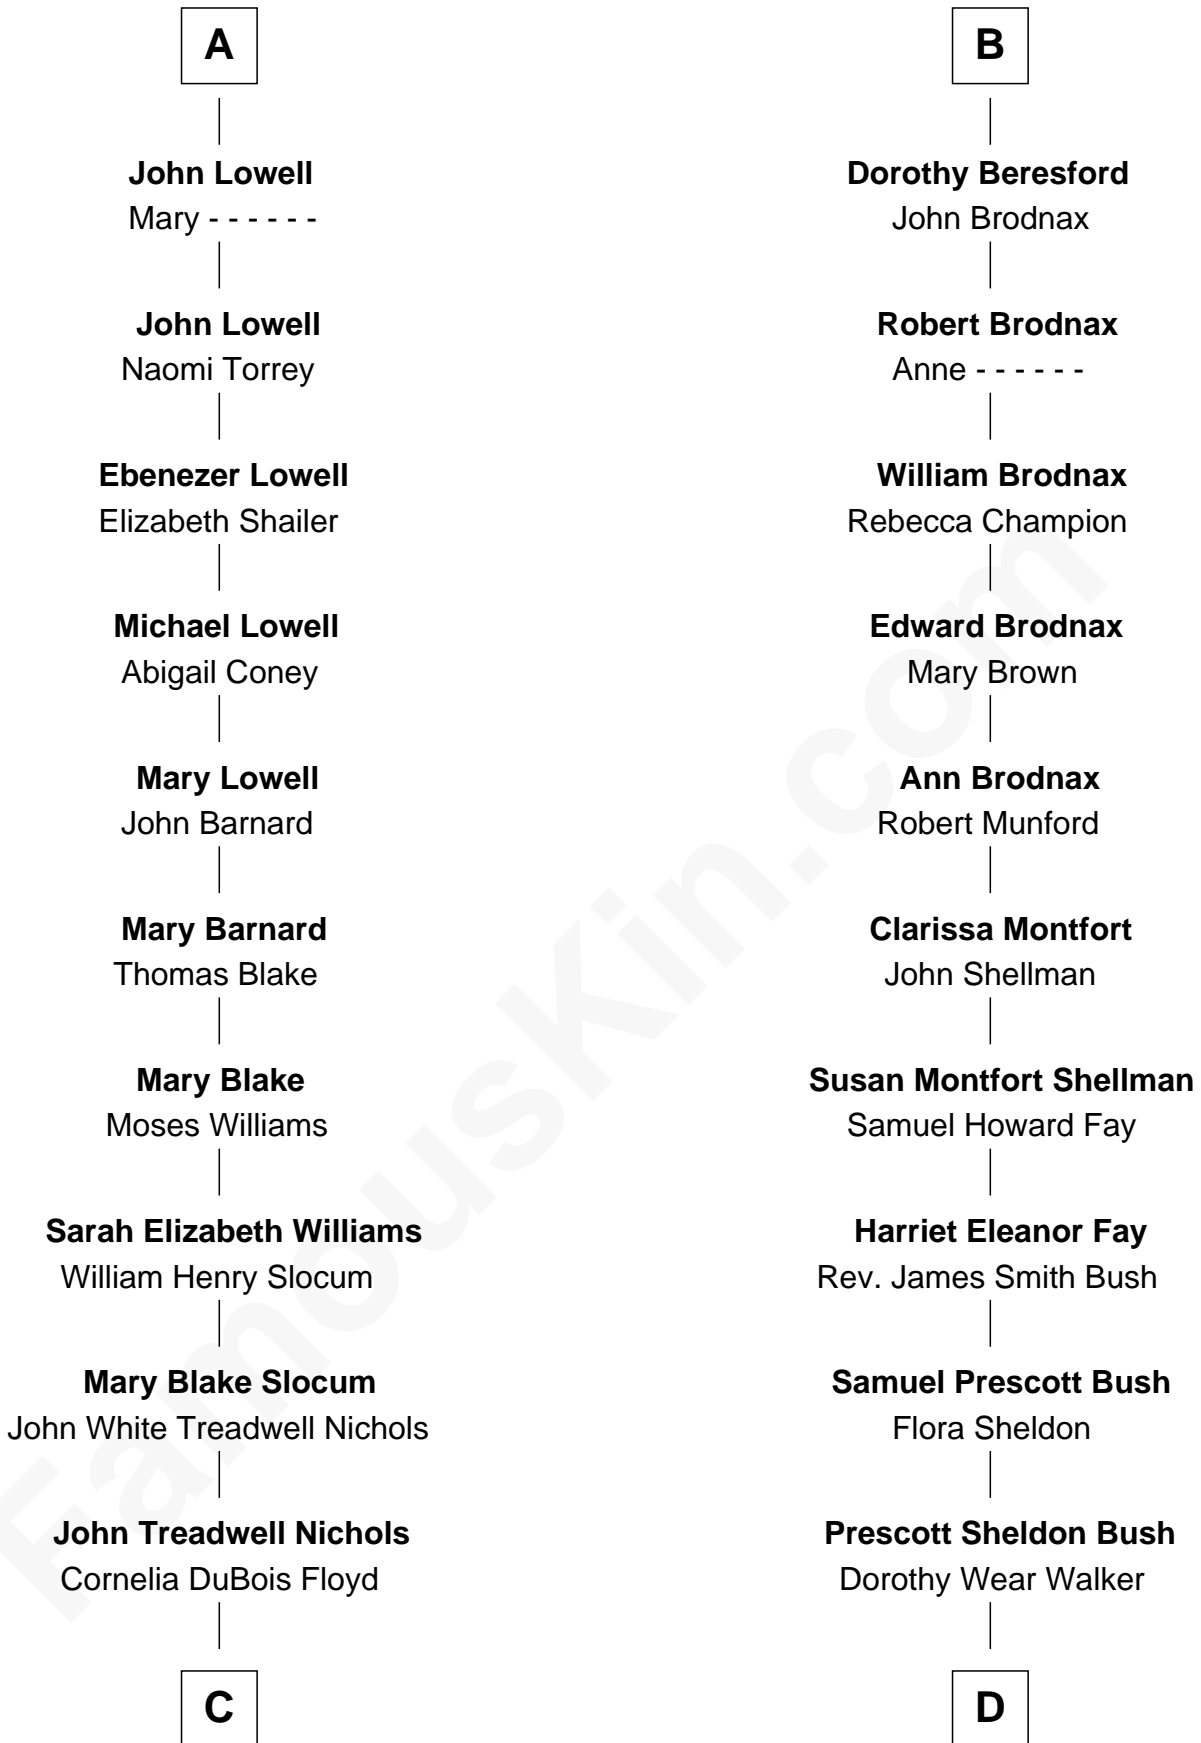 A
John Lowell
Mary - - - - - -
John Lowell
Naomi Torrey
Ebenezer Lowell
Elizabeth Shailer
Michael Lowell
Abigail Coney
Mary Lowell
John Barnard
Mary Barnard
Thomas Blake
Mary Blake
Moses Williams
Sarah Elizabeth Williams
William Henry Slocum
Mary Blake Slocum
John White Treadwell Nichols
John Treadwell Nichols
Cornelia DuBois Floyd
C
B
Dorothy Beresford
John Brodnax
Robert Brodnax
Anne - - - - - -
William Brodnax
Rebecca Champion
Edward Brodnax
Mary Brown
Ann Brodnax
Robert Munford
Clarissa Montfort
John Shellman
Susan Montfort Shellman
Samuel Howard Fay
Harriet Eleanor Fay
Rev. James Smith Bush
Samuel Prescott Bush
Flora Sheldon
Prescott Sheldon Bush
Dorothy Wear Walker
D
FamousKin.com